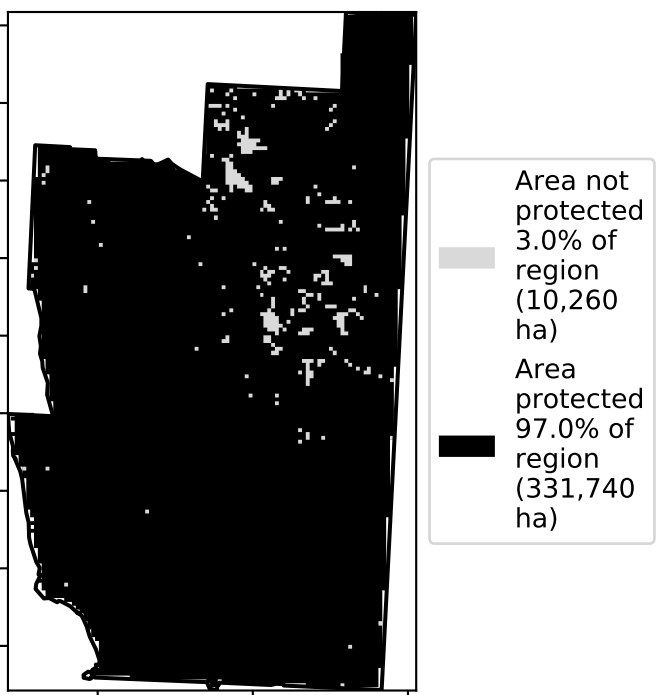 Area not
protected
3.0% of
region
(10,260
ha)
Area
protected
97.0% of
region
(331,740
ha)